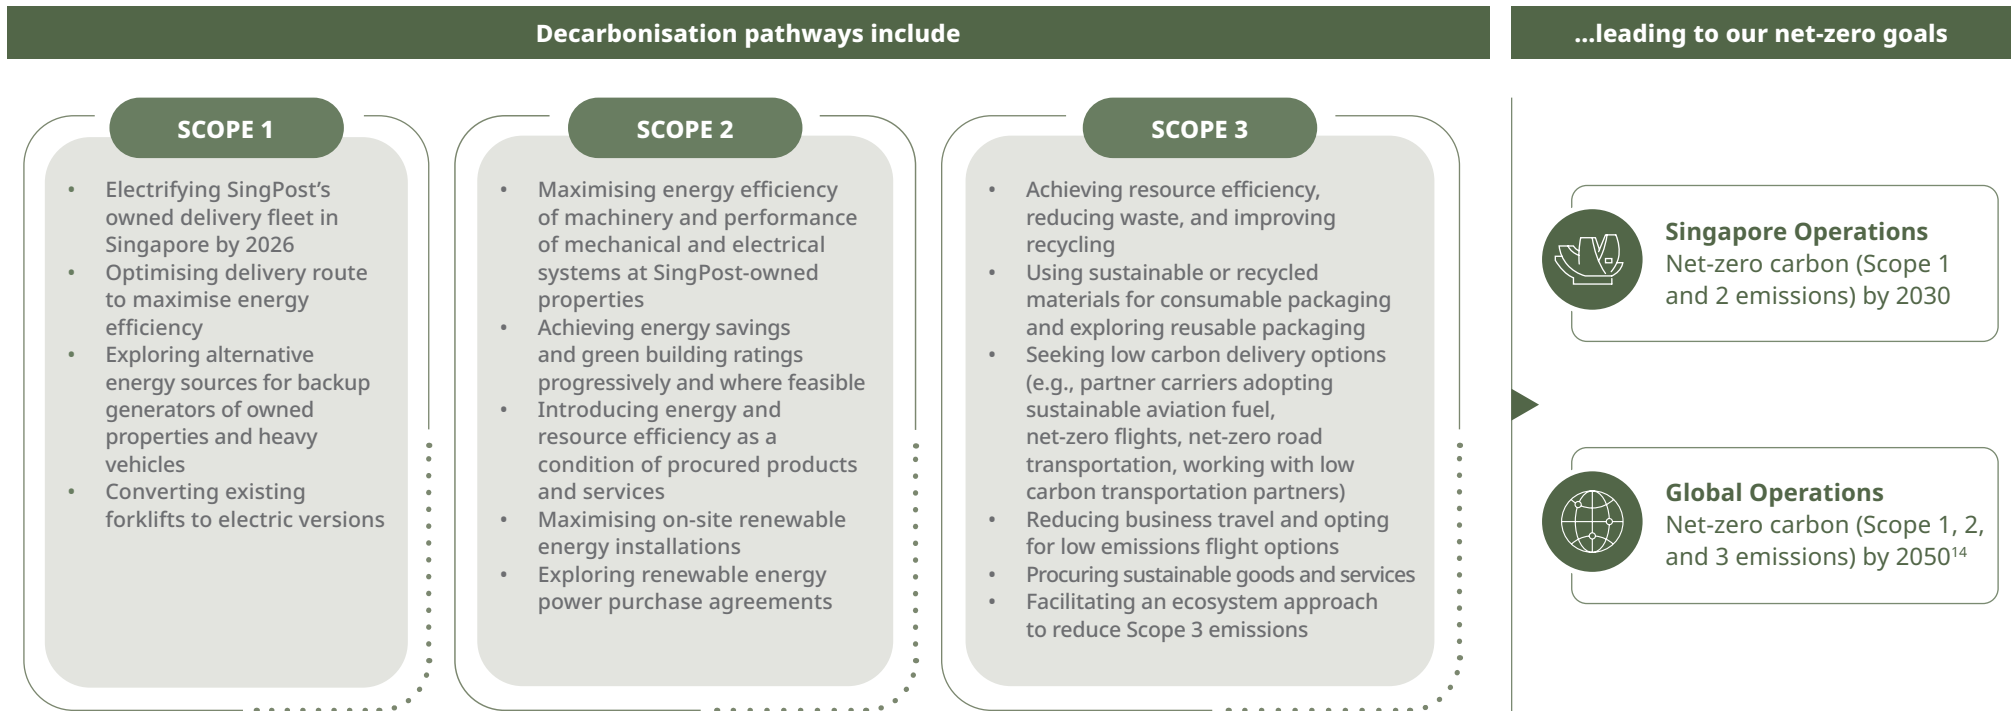 Decarbonisation pathways include
...leading to our net-zero goals
SCOPE 1
• Electrifying SingPost’s
owned delivery fleet in
Singapore by 2026
• Optimising delivery route
to maximise energy
efficiency
• Exploring alternative
energy sources for backup
generators of owned
properties and heavy
vehicles
• Converting existing
forklifts to electric versions
SCOPE 2
• Maximising energy efficiency
of machinery and performance
of mechanical and electrical
systems at SingPost-owned
properties
• Achieving energy savings
and green building ratings
progressively and where feasible
• Introducing energy and
resource efficiency as a
condition of procured products
and services
• Maximising on-site renewable
energy installations
• Exploring renewable energy
power purchase agreements
SCOPE 3
• Achieving resource efficiency,
reducing waste, and improving
recycling
• Using sustainable or recycled
materials for consumable packaging
and exploring reusable packaging
• Seeking low carbon delivery options
(e.g., partner carriers adopting
sustainable aviation fuel,
net-zero flights, net-zero road
transportation, working with low
carbon transportation partners)
• Reducing business travel and opting
for low emissions flight options
• Procuring sustainable goods and services
• Facilitating an ecosystem approach
to reduce Scope 3 emissions
Singapore Operations
Net-zero carbon (Scope 1
and 2 emissions) by 2030
Global Operations
Net-zero carbon (Scope 1, 2,
and 3 emissions) by 2050¹⁴